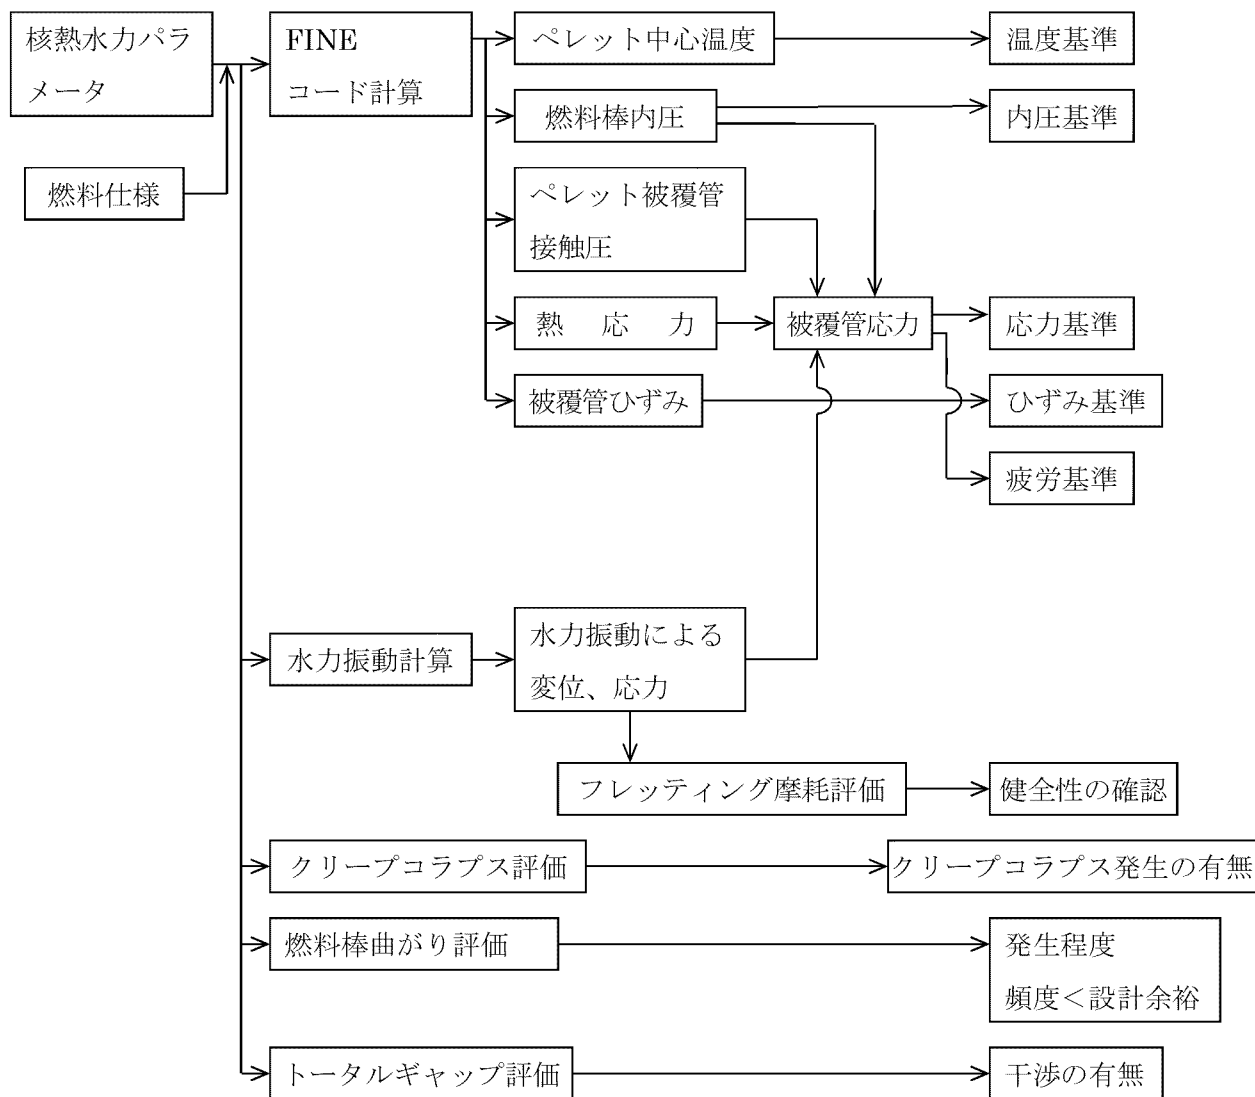 核熱水力パラ
メータ
燃料仕様
FINE
コード計算
ペレット中心温度
温度基準
燃料棒内圧
内圧基準
ペレット被覆管
接触圧
熱 応 力
被覆管応力
応力基準
被覆管ひずみ
ひずみ基準
疲労基準
水力振動計算
水力振動による
変位、応力
フレッティング摩耗評価
健全性の確認
クリープコラプス評価
クリープコラプス発生の有無
燃料棒曲がり評価
発生程度
頻度＜設計余裕
トータルギャップ評価
干渉の有無